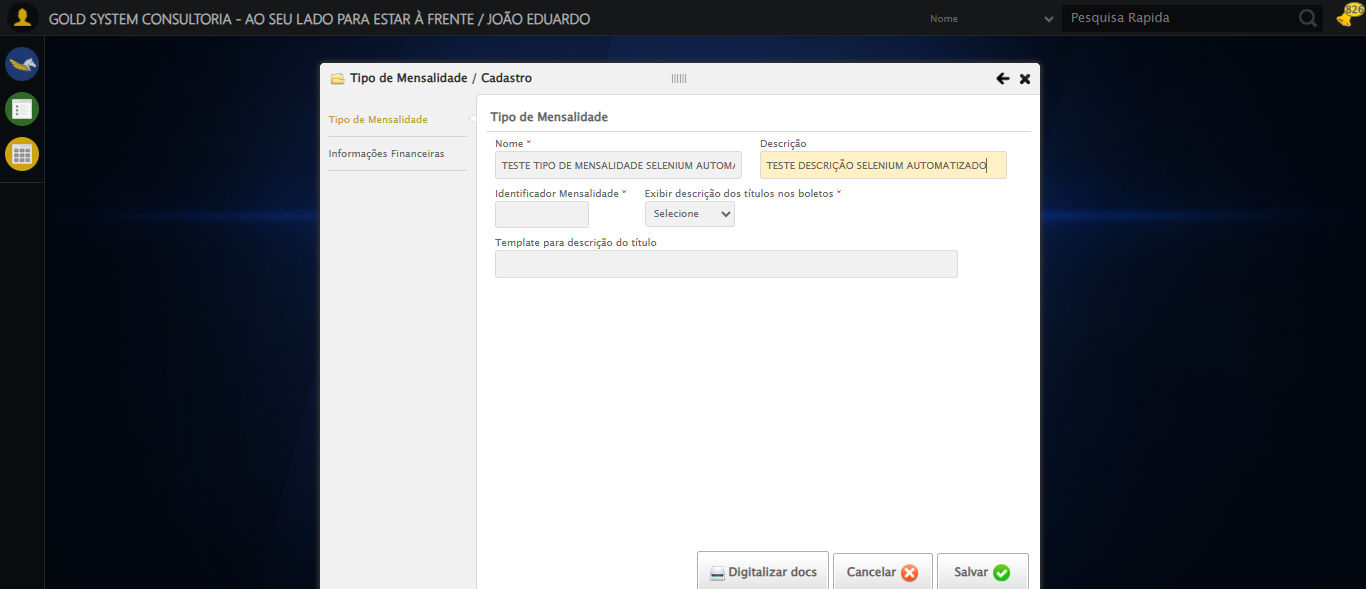 GOLD SYSTEM CONSULTORIA - AO SEU LADO PARA ESTAR À FRENTE / JOÃO EDUARDO
Nome
Pesquisa Rapida
826
Tipo de Mensalidade / Cadastro
Tipo de Mensalidade
Informações Financeiras
Tipo de Mensalidade
Nome *
Descrição
TESTE TIPO DE MENSALIDADE SELENIUM AUTOMA
TESTE DESCRIÇÃO SELENIUM AUTOMATIZADO
Identificador Mensalidade *
Exibir descrição dos títulos nos boletos *
Selecione
Template para descrição do título
Digitalizar docs
Cancelar
Salvar